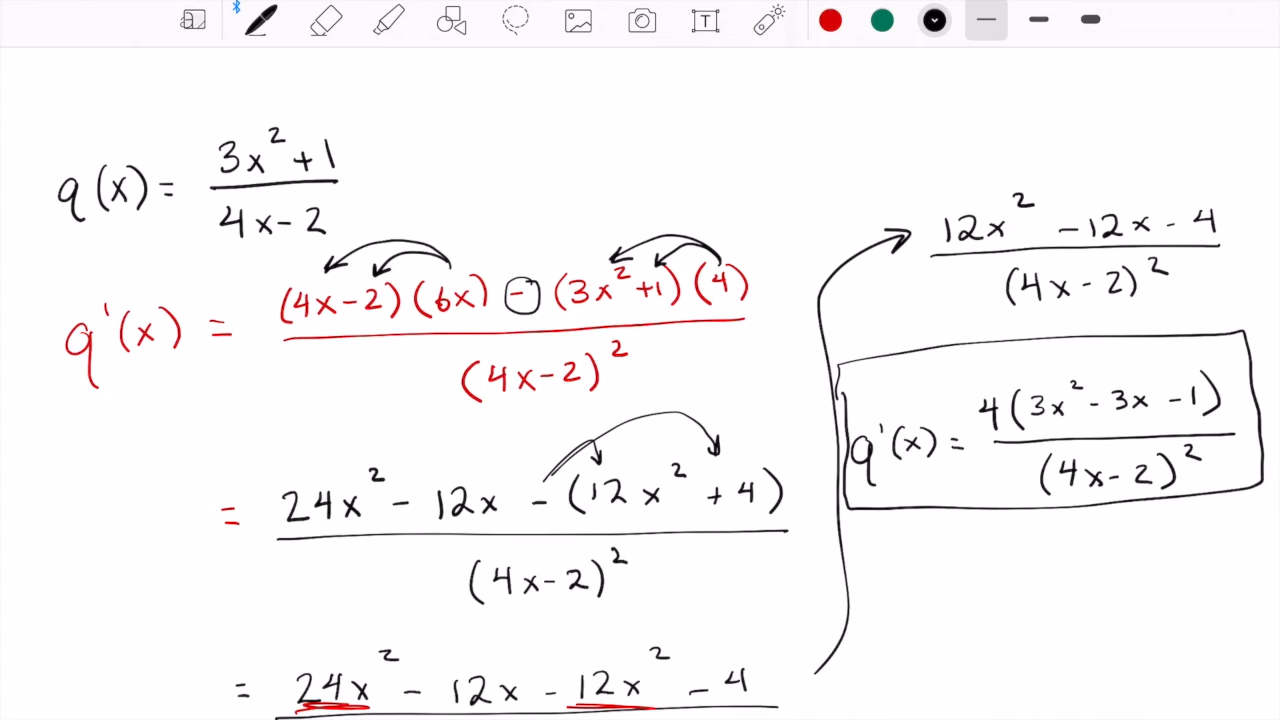 T
q(x) = (3x² + 1) / (4x - 2)
q'(x) = ((4x - 2)(6x) - (3x² + 1)(4)) / (4x - 2)²
= (24x² - 12x - (12x² + 4)) / (4x - 2)²
= 24x² - 12x - 12x² - 4
(12x² - 12x - 4) / (4x - 2)²
q'(x) = 4(3x² - 3x - 1) / (4x - 2)²